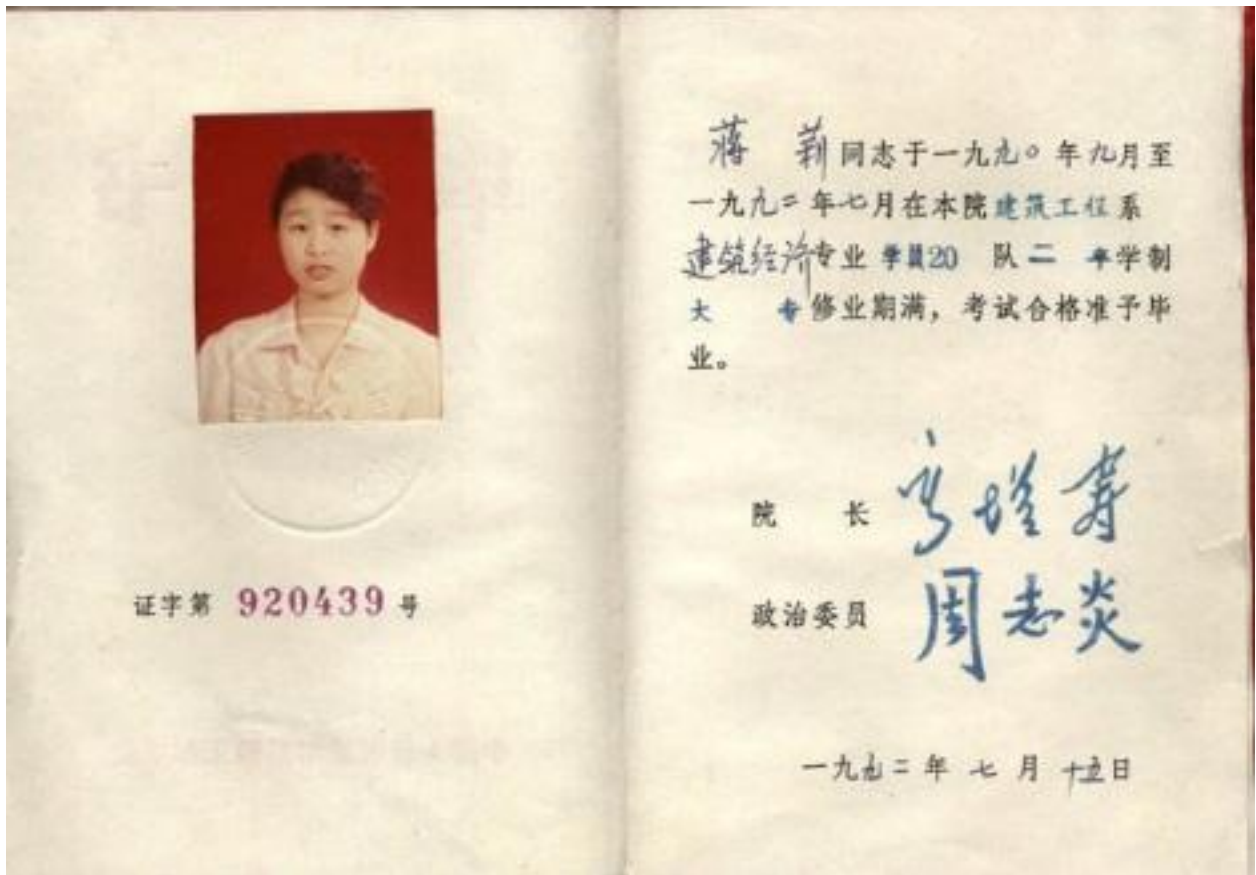 证字第 920439 号
蒋 莉同志于一九九〇年九月至
一九九二年七月在本院建筑工程系
建筑经济专业 学员20 队二 年学制
大 专修业期满，考试合格准予毕
业。
院 长
政治委员 周志炎
一九九二年 七 月 十五日